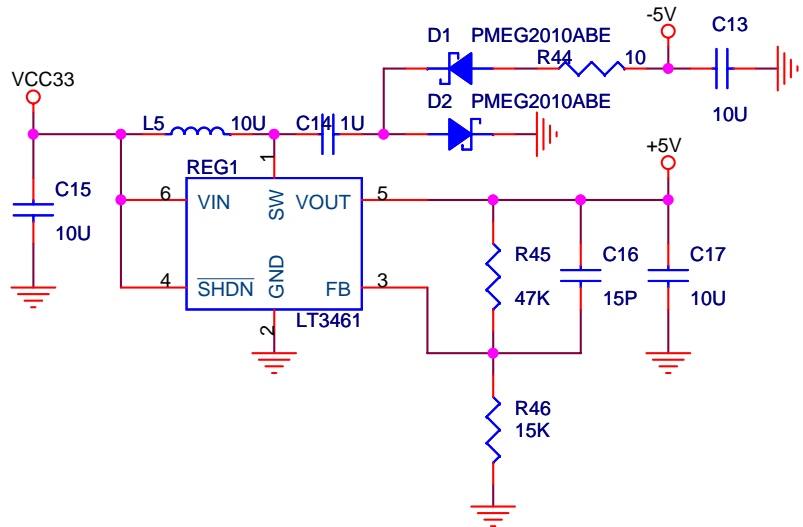 -5V
C13
D1 PMEG2010ABE
R44 10
VCC33
10U
D2 PMEG2010ABE
L5 10U C14 1U
+5V
REG1
1
C15
10U
6 VIN SW VOUT 5
4 SHDN GND FB 3
2
LT3461
R45
47K
C16
15P
C17
10U
R46
15K